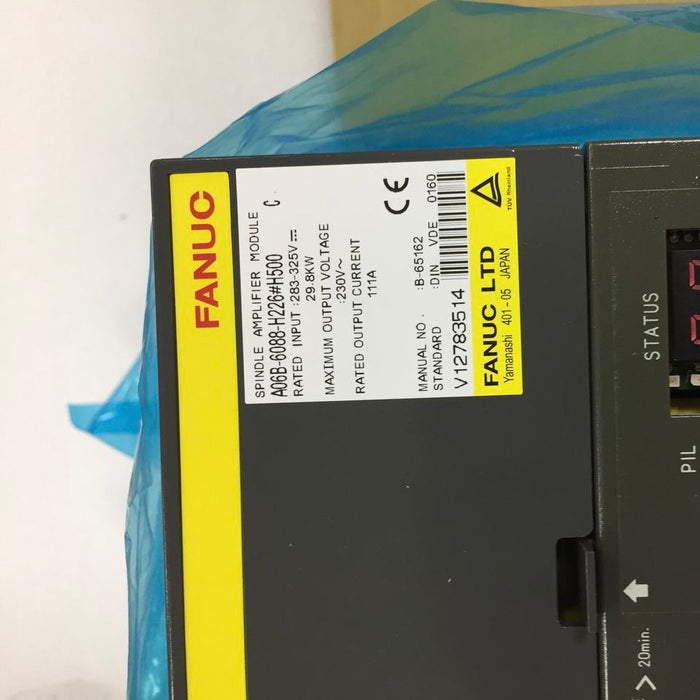 FANUC
SPINDLE AMPLIFIER MODULE
A06B-6088-H226#H500 C
RATED INPUT :283-325V⎓
29.8KW
MAXIMUM OUTPUT VOLTAGE
:230V~
RATED OUTPUT CURRENT
111A
CE
MANUAL NO. :B-65162
STANDARD :DIN VDE 0160
V12783514
FANUC LTD
Yamanashi 401-05 JAPAN
TÜV Rheinland
STATUS
PIL
> 20min.